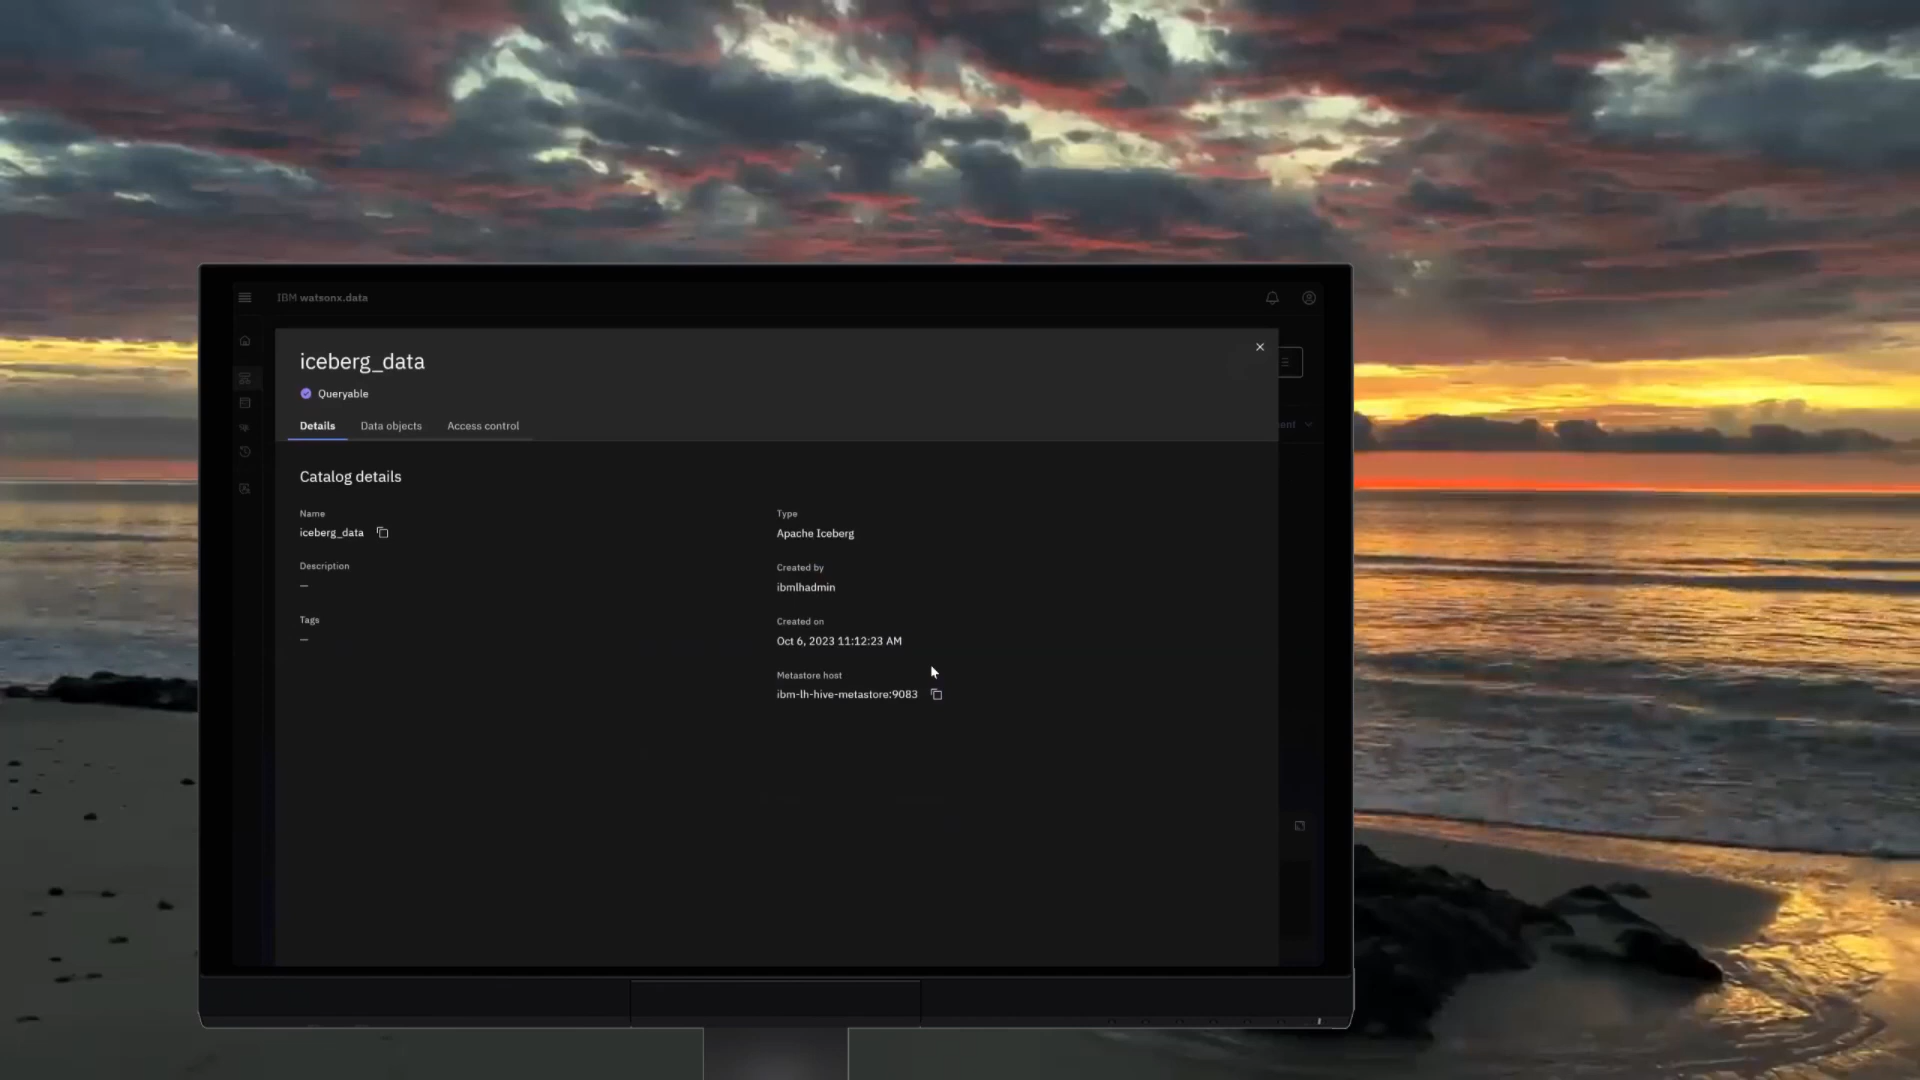 IBM watsonx.data
iceberg_data
Queryable
Details Data objects Access control
ent
Catalog details
Name
iceberg_data
Type
Apache Iceberg
Description
—
Created by
ibmlhadmin
Tags
—
Created on
Oct 6, 2023 11:12:23 AM
Metastore host
ibm-lh-hive-metastore:9083